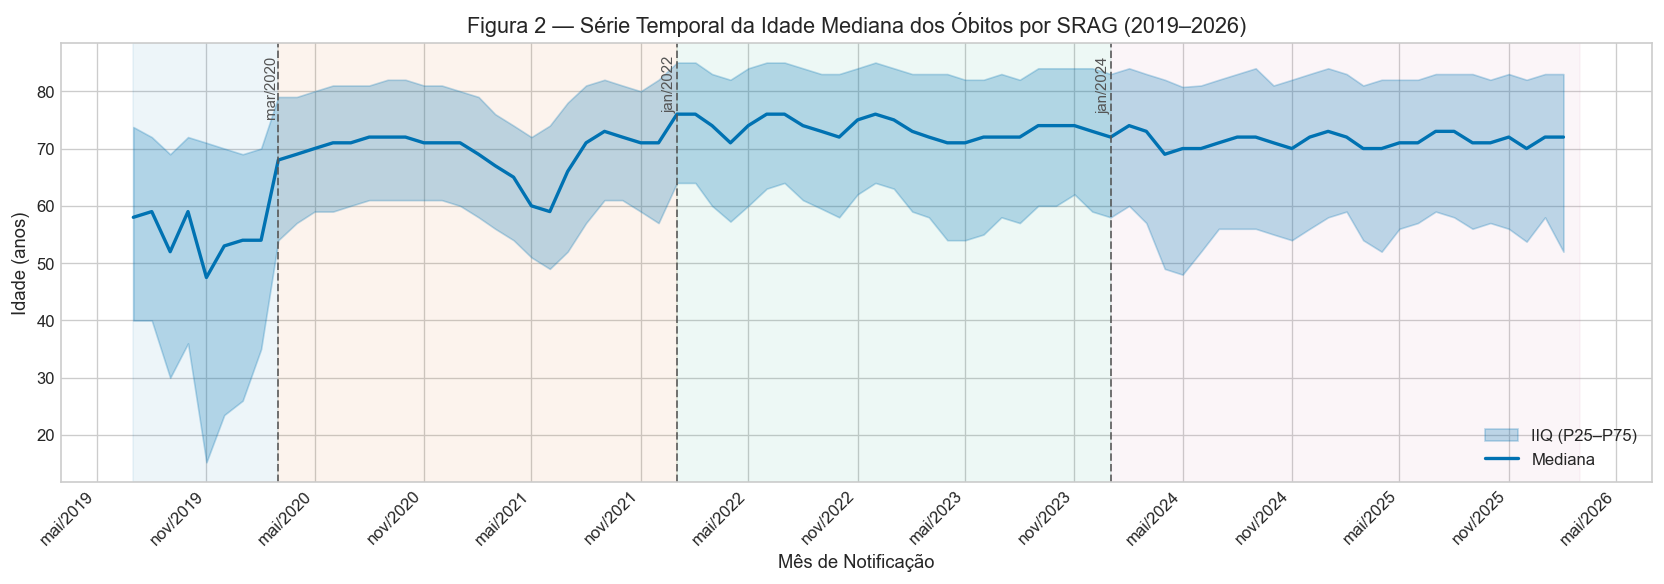 Figura 2 — Série Temporal da Idade Mediana dos Óbitos por SRAG (2019–2026)
Idade (anos)
80
70
60
50
40
30
20
mar/2020
jan/2022
jan/2024
IIQ (P25–P75)
Mediana
mai/2019
nov/2019
mai/2020
nov/2020
mai/2021
nov/2021
mai/2022
nov/2022
mai/2023
nov/2023
mai/2024
nov/2024
mai/2025
nov/2025
mai/2026
Mês de Notificação